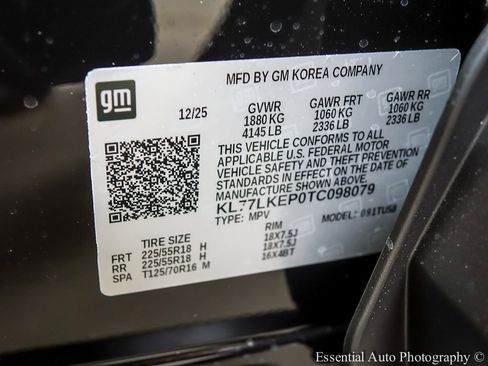 MFD BY GM KOREA COMPANY
gm
12/25
GVWR GAWR FRT GAWR RR
1880 KG 1060 KG 1060 KG
4145 LB 2336 LB 2336 LB
THIS VEHICLE CONFORMS TO ALL
APPLICABLE U.S. FEDERAL MOTOR
VEHICLE SAFETY AND THEFT PREVENTION
STANDARDS IN EFFECT ON THE DATE OF
MANUFACTURE SHOWN ABOVE.
KL77LKEP0TC098079
TYPE: MPV MODEL: 091TU58
TIRE SIZE RIM
FRT 225/55R18 H 18X7.5J
RR 225/55R18 H 18X7.5J
SPA T125/70R16 M 16X4BT
Essential Auto Photography ©